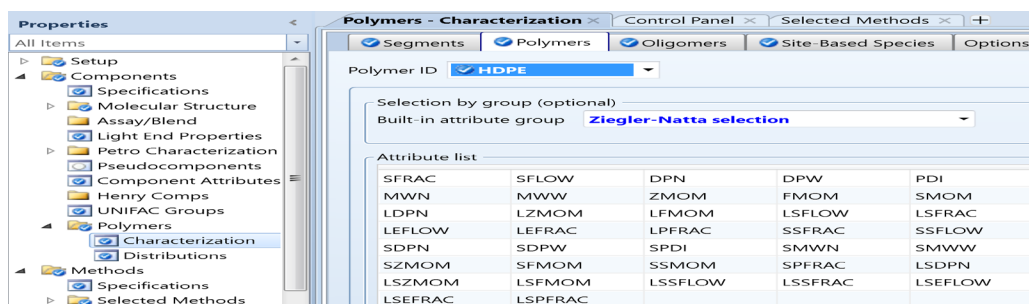 Properties <
All Items
Setup
Components
Specifications
Molecular Structure
Assay/Blend
Light End Properties
Petro Characterization
Pseudocomponents
Component Attributes
Henry Comps
UNIFAC Groups
Polymers
Characterization
Distributions
Methods
Specifications
Selected Methods
Polymers - Characterization × Control Panel × Selected Methods × +
Segments Polymers Oligomers Site-Based Species Options
Polymer ID HDPE
Selection by group (optional)
Built-in attribute group Ziegler-Natta selection
Attribute list
SFRAC SFLOW DPN DPW PDI
MWN MWW ZMOM FMOM SMOM
LDPN LZMOM LFMOM LSFLOW LSFRAC
LEFLOW LEFRAC LPFRAC SSFRAC SSFLOW
SDPN SDPW SPDI SMWN SMWW
SZMOM SFMOM SSMOM SPFRAC LSDPN
LSZMOM LSFMOM LSSFLOW LSSFRAC LSEFLOW
LSEFRAC LSPFRAC